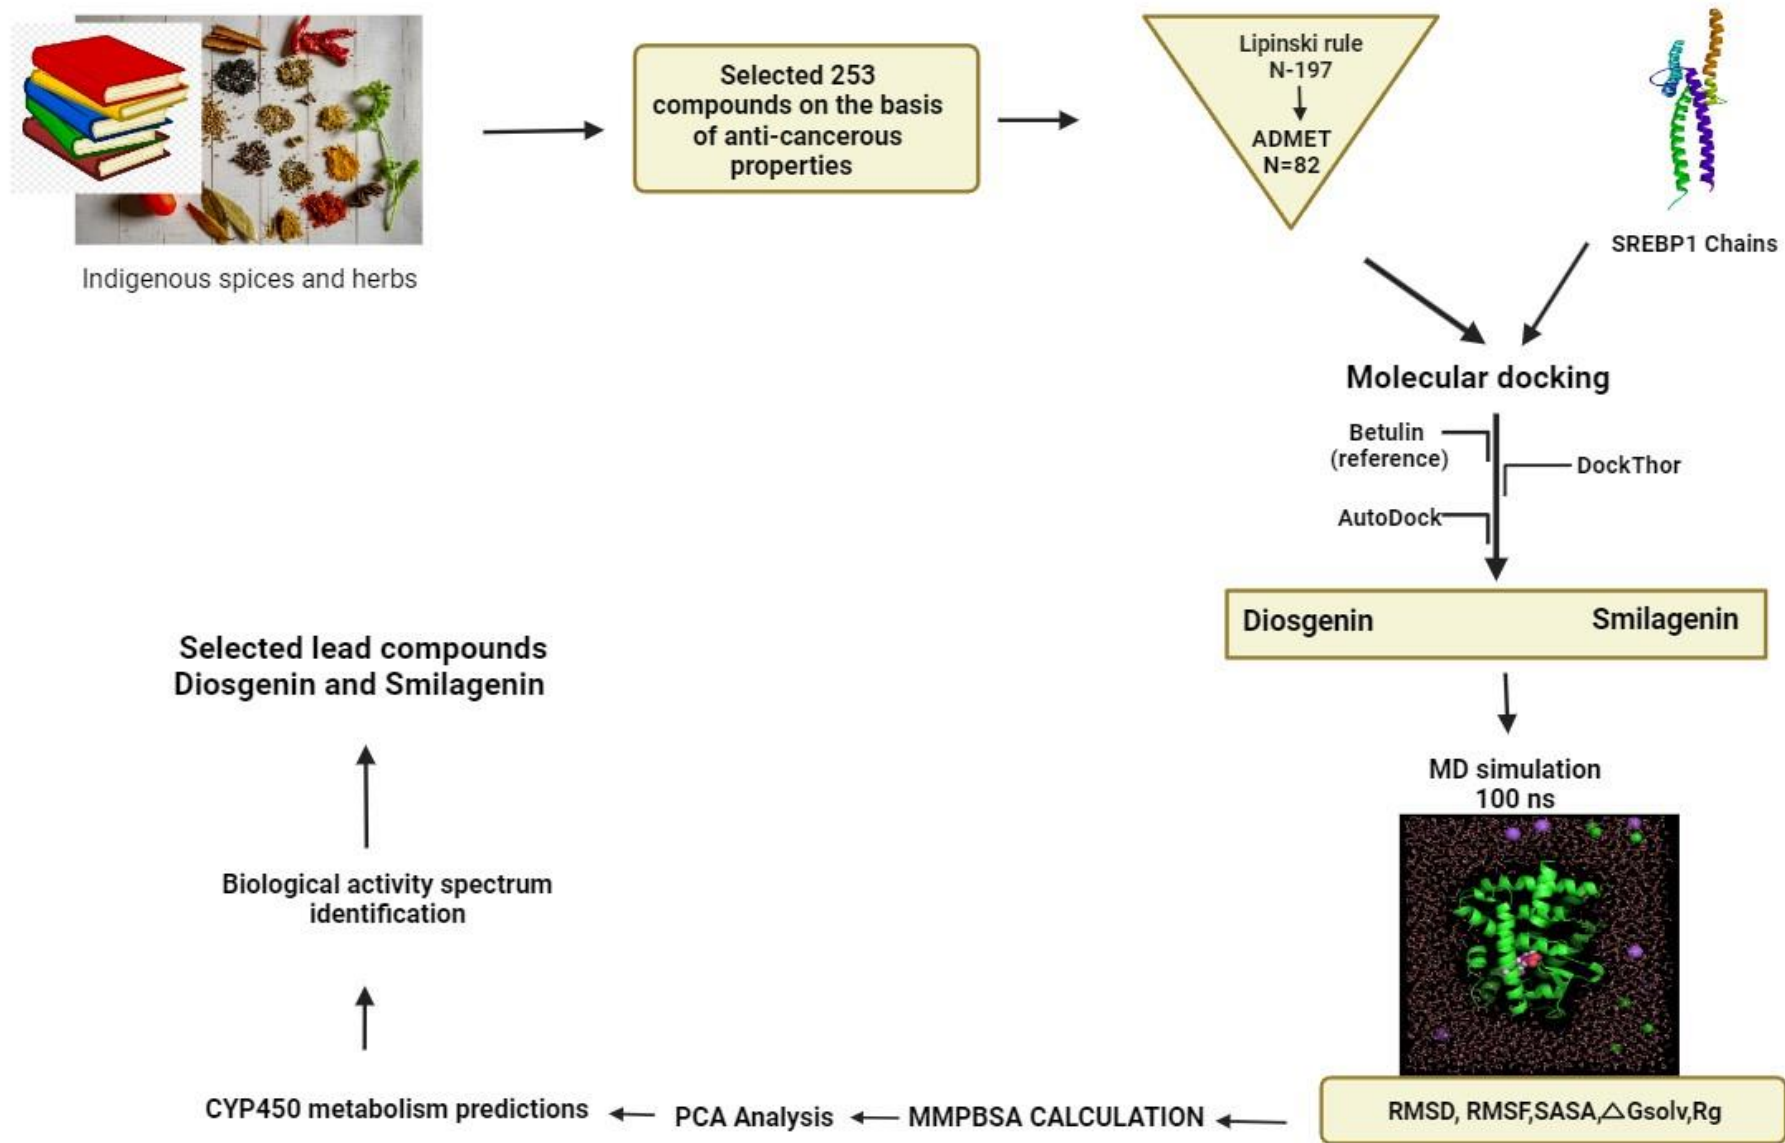 Indigenous spices and herbs
Selected 253
compounds on the basis
of anti-cancerous
properties
Lipinski rule
N-197
ADMET
N=82
SREBP1 Chains
Molecular docking
Betulin
(reference)
DockThor
AutoDock
Diosgenin
Smilagenin
MD simulation
100 ns
RMSD, RMSF,SASA,△Gsolv,Rg
MMPBSA CALCULATION
PCA Analysis
CYP450 metabolism predictions
Biological activity spectrum
identification
Selected lead compounds
Diosgenin and Smilagenin